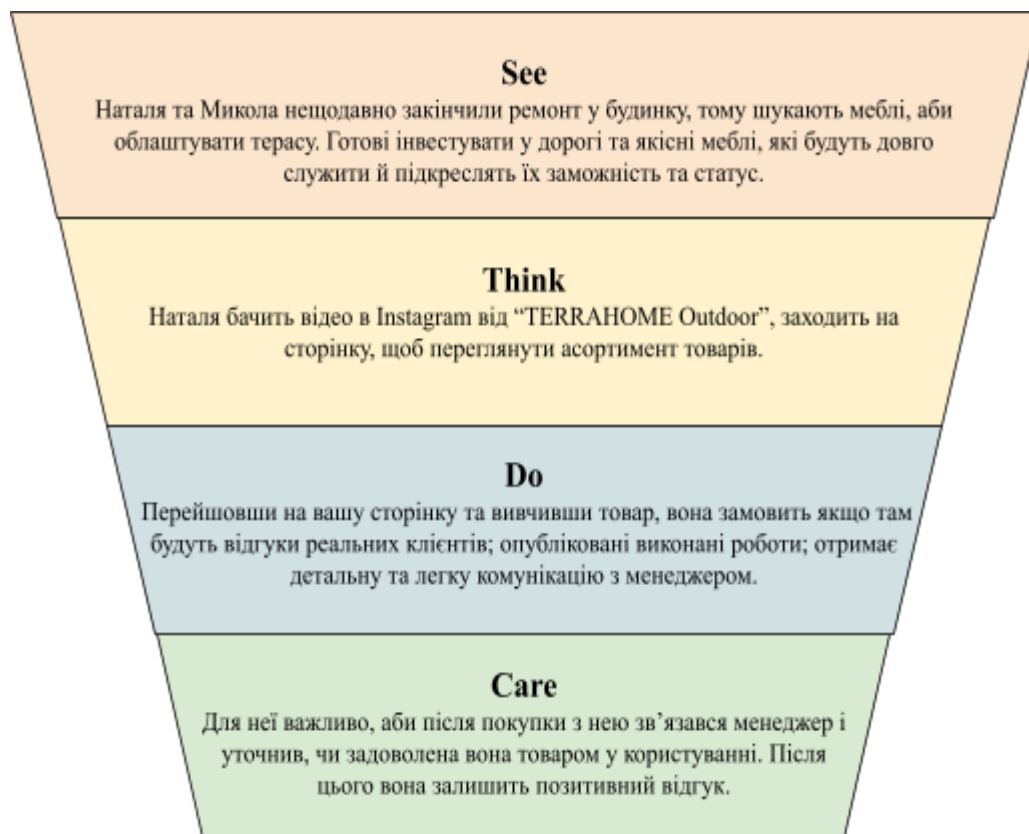 See
Наталя та Микола нещодавно закінчили ремонт у будинку, тому шукають меблі, аби
облаштувати терасу. Готові інвестувати у дорогі та якісні меблі, які будуть довго
служити й підкреслять їх заможність та статус.
Think
Наталя бачить відео в Instagram від “TERRAHOME Outdoor”, заходить на
сторінку, щоб переглянути асортимент товарів.
Do
Перейшовши на вашу сторінку та вивчивши товар, вона замовить якщо там
будуть відгуки реальних клієнтів; опубліковані виконані роботи; отримає
детальну та легку комунікацію з менеджером.
Care
Для неї важливо, аби після покупки з нею зв’язався менеджер і
уточнив, чи задоволена вона товаром у користуванні. Після
цього вона залишить позитивний відгук.